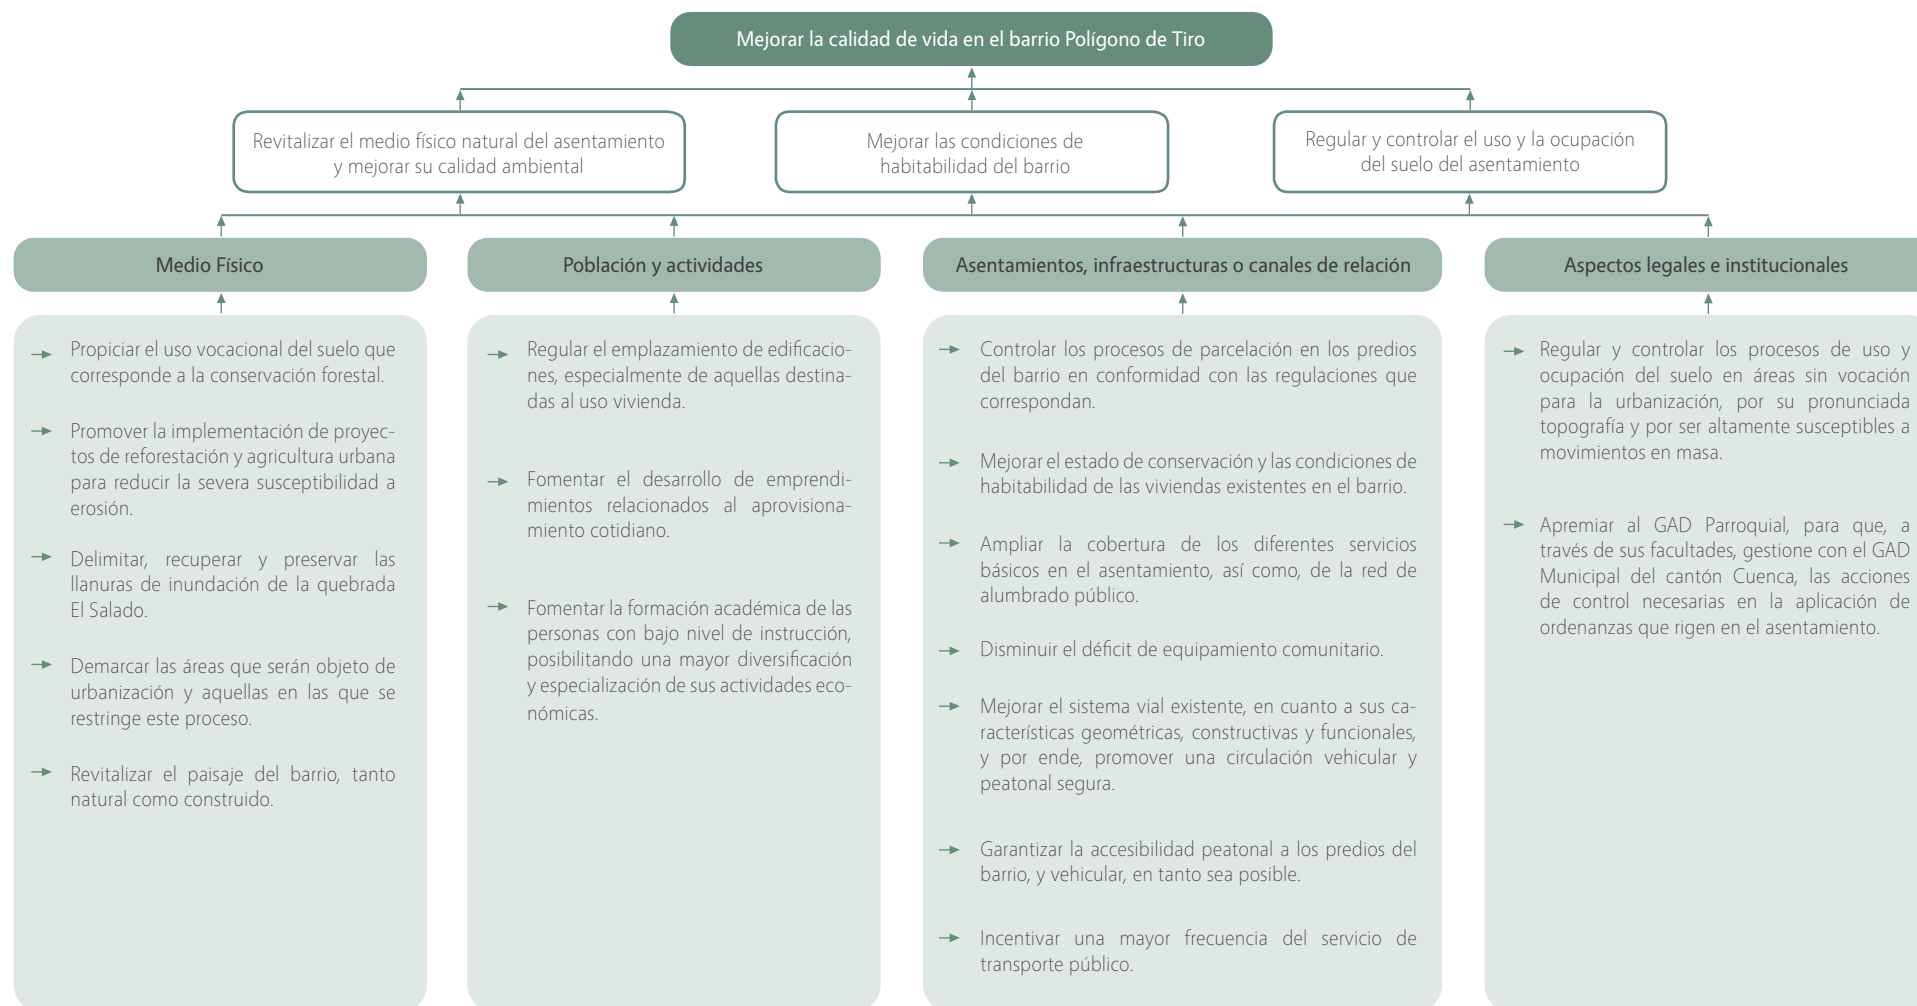 Mejorar la calidad de vida en el barrio Polígono de Tiro
Revitalizar el medio físico natural del asentamiento
y mejorar su calidad ambiental
Mejorar las condiciones de
habitabilidad del barrio
Regular y controlar el uso y la ocupación
del suelo del asentamiento
Medio Físico
Propiciar el uso vocacional del suelo que
corresponde a la conservación forestal.
Promover la implementación de proyec-
tos de reforestación y agricultura urbana
para reducir la severa susceptibilidad a
erosión.
Delimitar, recuperar y preservar las
llanuras de inundación de la quebrada
El Salado.
Demarcar las áreas que serán objeto de
urbanización y aquellas en las que se
restringe este proceso.
Revitalizar el paisaje del barrio, tanto
natural como construido.
Población y actividades
Regular el emplazamiento de edificacio-
nes, especialmente de aquellas destina-
das al uso vivienda.
Fomentar el desarrollo de emprendi-
mientos relacionados al aprovisiona-
miento cotidiano.
Fomentar la formación académica de las
personas con bajo nivel de instrucción,
posibilitando una mayor diversificación
y especialización de sus actividades eco-
nómicas.
Asentamientos, infraestructuras o canales de relación
Controlar los procesos de parcelación en los predios
del barrio en conformidad con las regulaciones que
correspondan.
Mejorar el estado de conservación y las condiciones de
habitabilidad de las viviendas existentes en el barrio.
Ampliar la cobertura de los diferentes servicios
básicos en el asentamiento, así como, de la red de
alumbrado público.
Disminuir el déficit de equipamiento comunitario.
Mejorar el sistema vial existente, en cuanto a sus ca-
racterísticas geométricas, constructivas y funcionales,
y por ende, promover una circulación vehicular y
peatonal segura.
Garantizar la accesibilidad peatonal a los predios del
barrio, y vehicular, en tanto sea posible.
Incentivar una mayor frecuencia del servicio de
transporte público.
Aspectos legales e institucionales
Regular y controlar los procesos de uso y
ocupación del suelo en áreas sin vocación
para la urbanización, por su pronunciada
topografía y por ser altamente susceptibles a
movimientos en masa.
Apremiar al GAD Parroquial, para que, a
través de sus facultades, gestione con el GAD
Municipal del cantón Cuenca, las acciones
de control necesarias en la aplicación de
ordenanzas que rigen en el asentamiento.